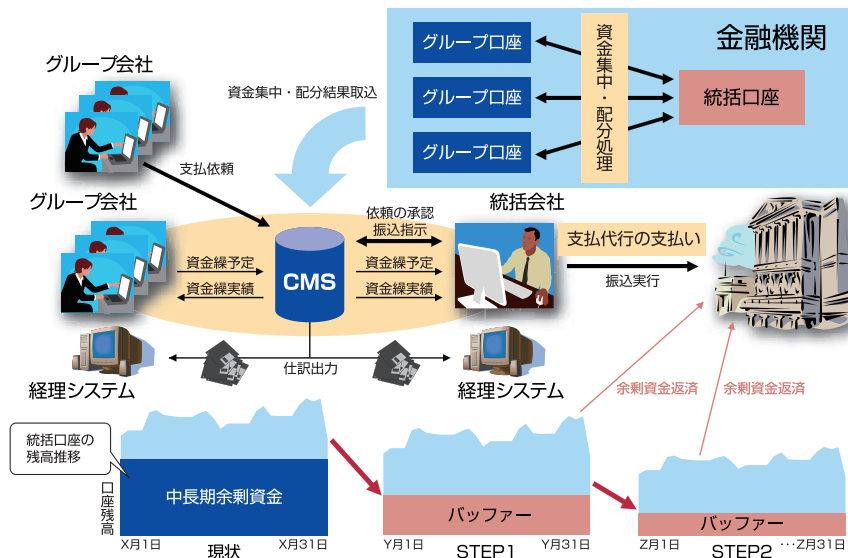 金融機関
グループ口座
グループ口座
グループ口座
資金集中・配分処理
統括口座
グループ会社
資金集中・配分結果取込
支払依頼
グループ会社
統括会社
依頼の承認
振込指示
支払代行の支払い
振込実行
CMS
資金繰予定
資金繰実績
資金繰予定
資金繰実績
仕訳出力
経理システム
経理システム
余剰資金返済
余剰資金返済
統括口座の
残高推移
口座残高
中長期余剰資金
バッファー
バッファー
X月1日
X月31日
Y月1日
Y月31日
Z月1日
･･･Z月31日
現状
STEP1
STEP2